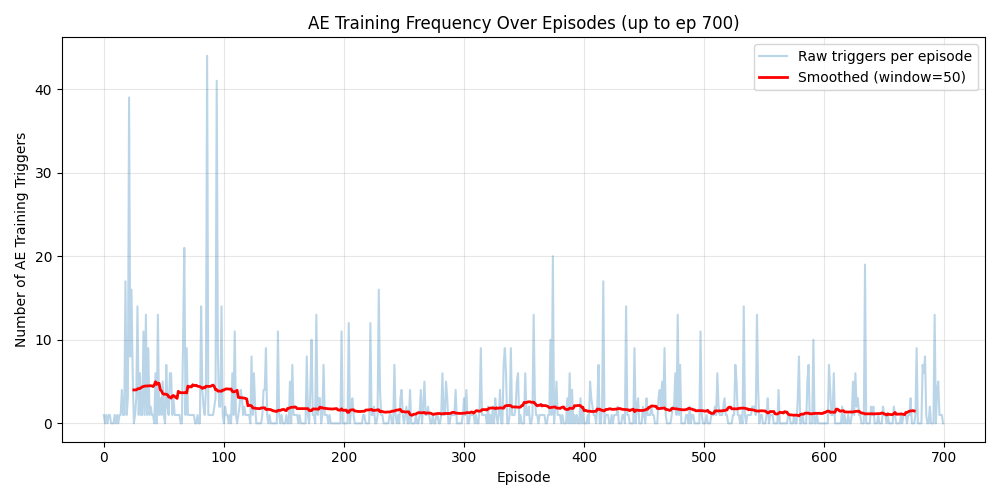 AE Training Frequency Over Episodes (up to ep 700)
Raw triggers per episode
Smoothed (window=50)
Number of AE Training Triggers
40
30
20
10
0
0 100 200 300 400 500 600 700
Episode